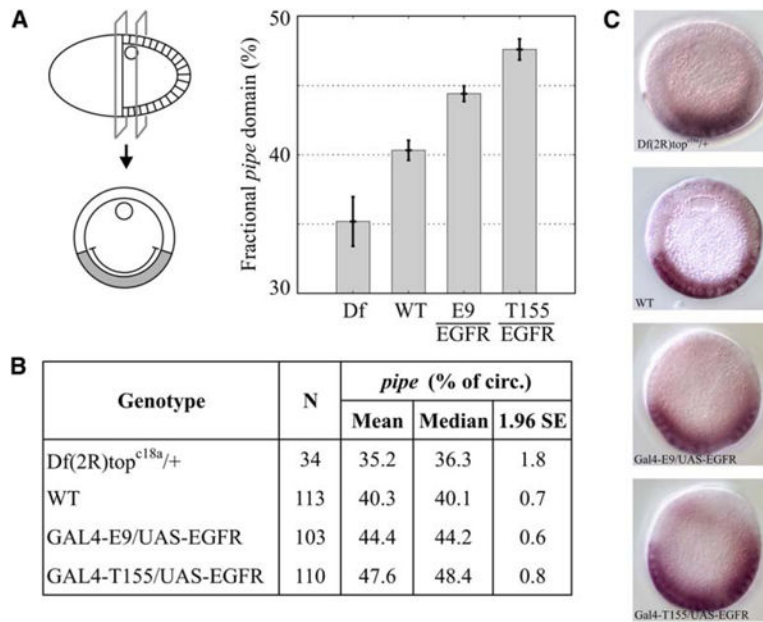 A
Fractional pipe domain (%)
50
40
30
Df
WT
E9
EGFR
T155
EGFR
B
Genotype
N
pipe (% of circ.)
Mean
Median
1.96 SE
Df(2R)top^c18a/+ 34 35.2 36.3 1.8
WT 113 40.3 40.1 0.7
GAL4-E9/UAS-EGFR 103 44.4 44.2 0.6
GAL4-T155/UAS-EGFR 110 47.6 48.4 0.8
C
WT
Gal4-E9/UAS-EGFR
Gal4-T155/UAS-EGFR